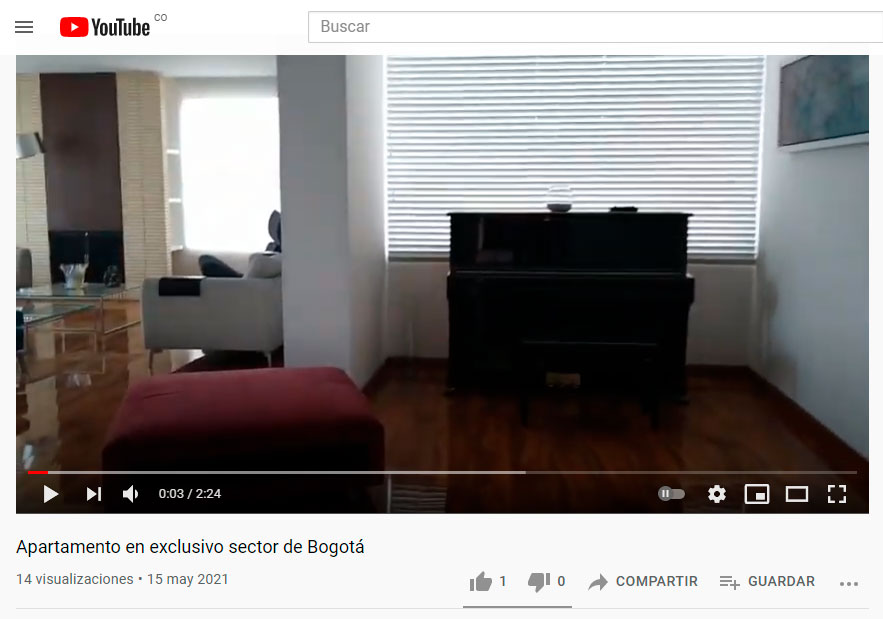 YouTube CO
Buscar
0:03 / 2:24
Apartamento en exclusivo sector de Bogotá
14 visualizaciones • 15 may 2021
1
0
COMPARTIR
GUARDAR